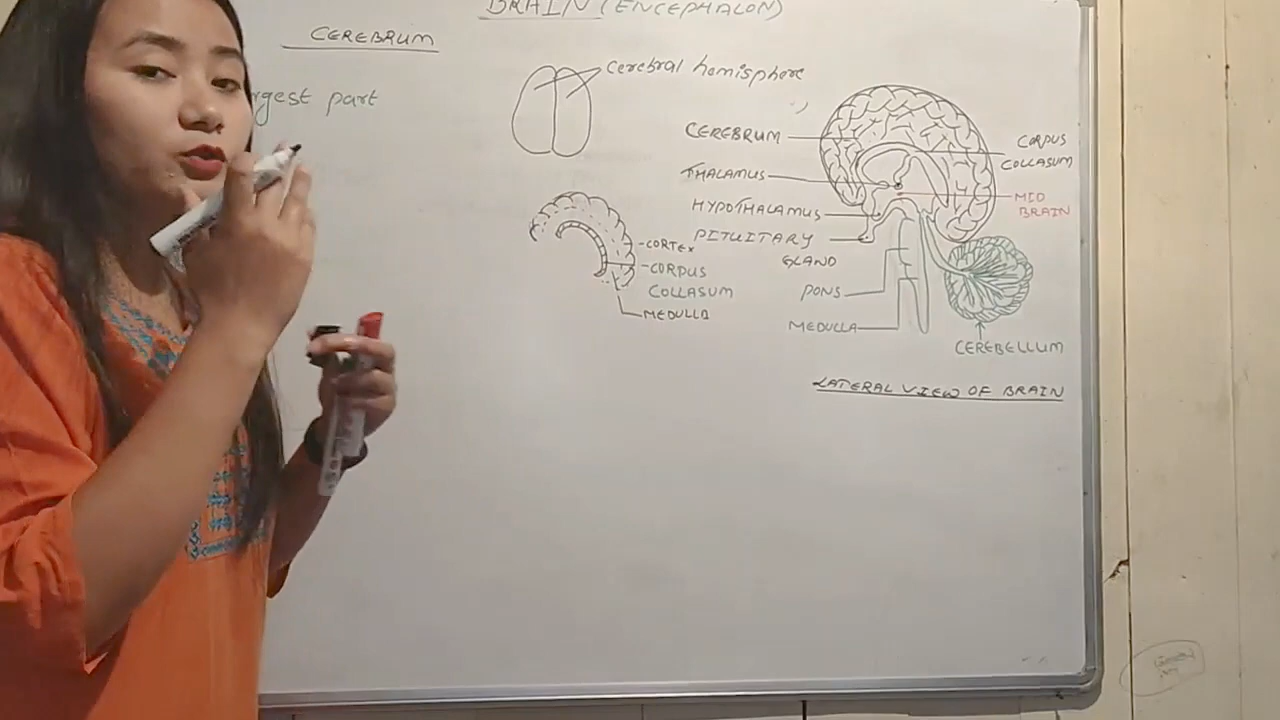 BRAIN (ENCEPHALON)
CEREBRUM
rgest part
Cerebral hemisphere
CEREBRUM
CORPUS
COLLASUM
THALAMUS
MID
BRAIN
HYPOTHALAMUS
PITUITARY
GLAND
CORTEX
CORPUS
COLLASUM
MEDULLA
PONS
MEDULLA
CEREBELLUM
LATERAL VIEW OF BRAIN